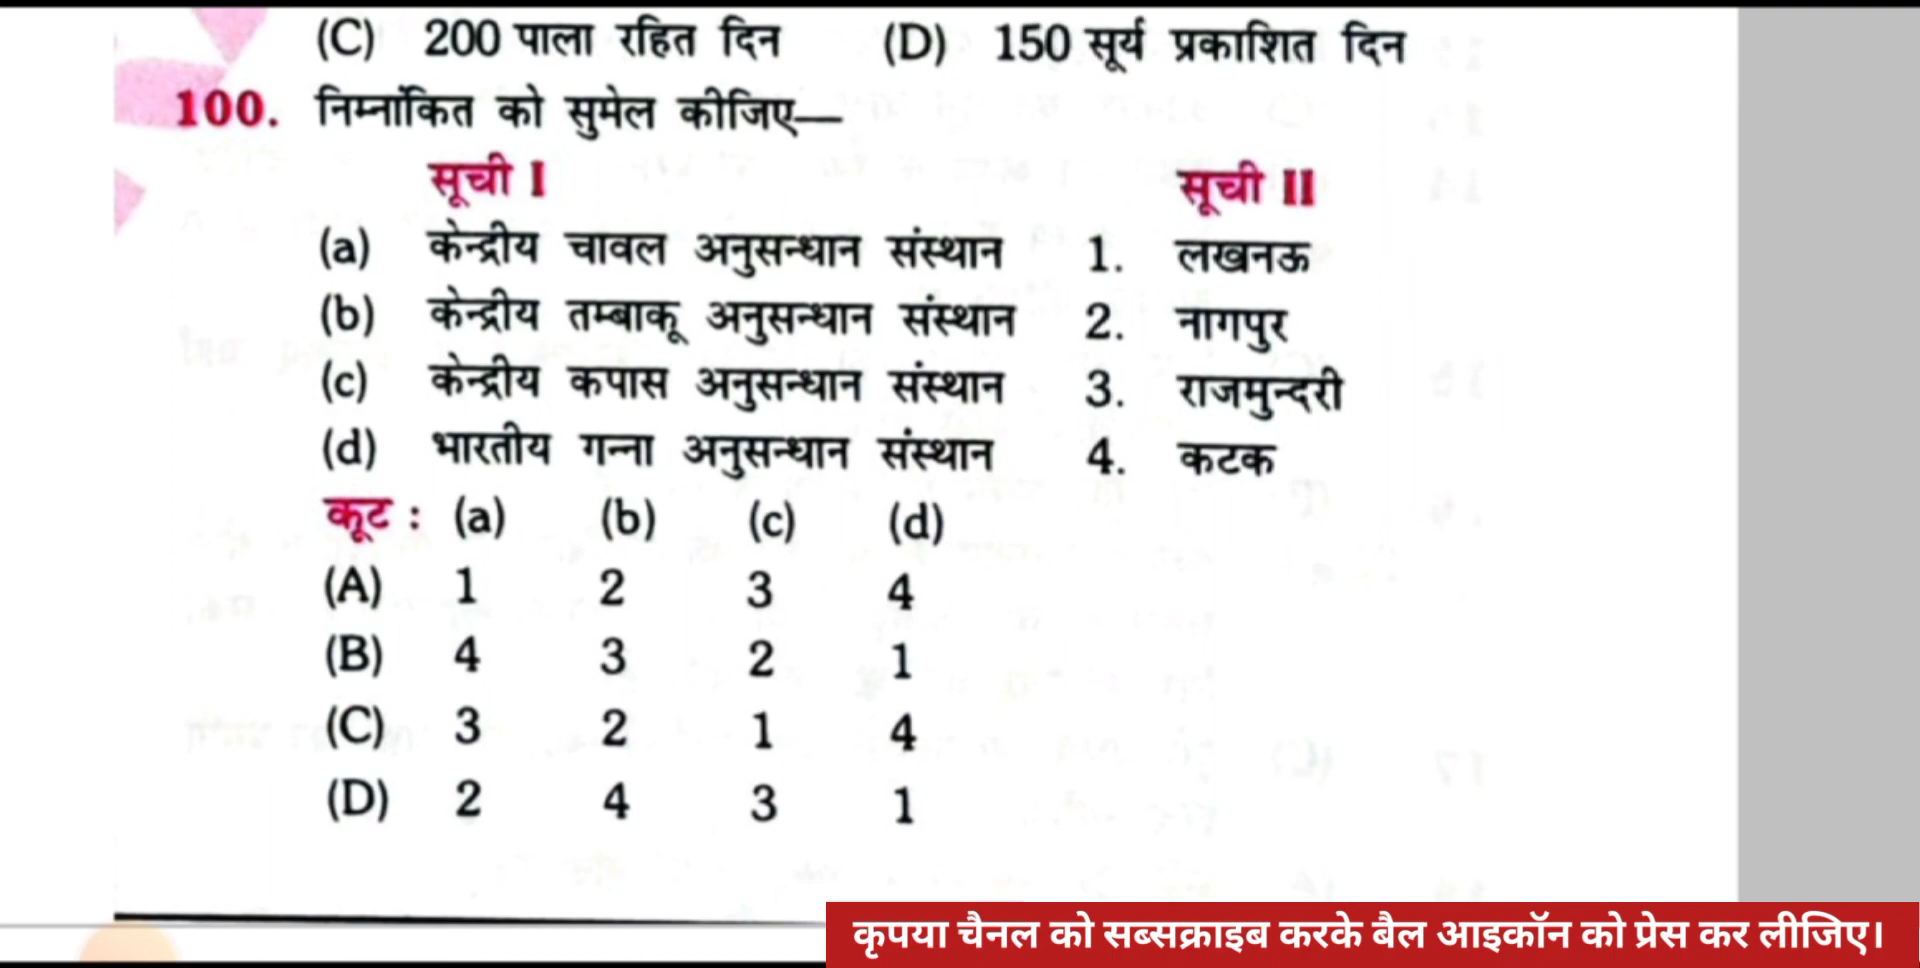 (C) 200 पाला रहित दिन (D) 150 सूर्य प्रकाशित दिन
100. निम्नांकित को सुमेल कीजिए—
सूची I सूची II
(a) केन्द्रीय चावल अनुसन्धान संस्थान 1. लखनऊ
(b) केन्द्रीय तम्बाकू अनुसन्धान संस्थान 2. नागपुर
(c) केन्द्रीय कपास अनुसन्धान संस्थान 3. राजमुन्दरी
(d) भारतीय गन्ना अनुसन्धान संस्थान 4. कटक
कूट : (a) (b) (c) (d)
(A) 1 2 3 4
(B) 4 3 2 1
(C) 3 2 1 4
(D) 2 4 3 1
कृपया चैनल को सब्सक्राइब करके बैल आइकॉन को प्रेस कर लीजिए।